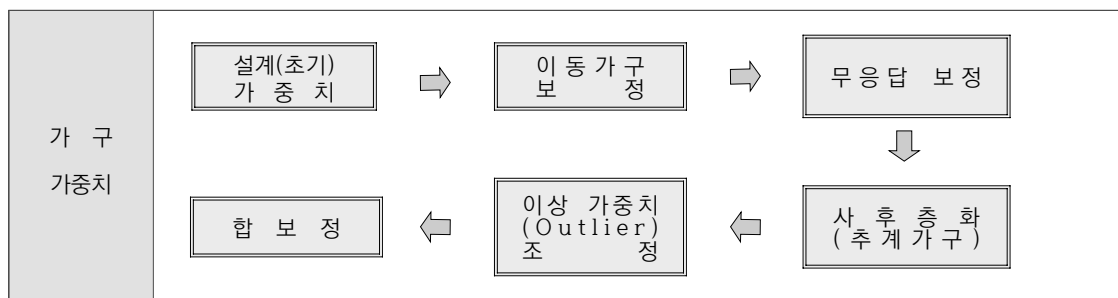 가 구
가중치
설계(초기)
가 중 치
이 동 가 구
보 정
무 응 답 보 정
사 후 층 화
( 추 계 가 구 )
이상 가중치
(Outlier)
조 정
합 보 정